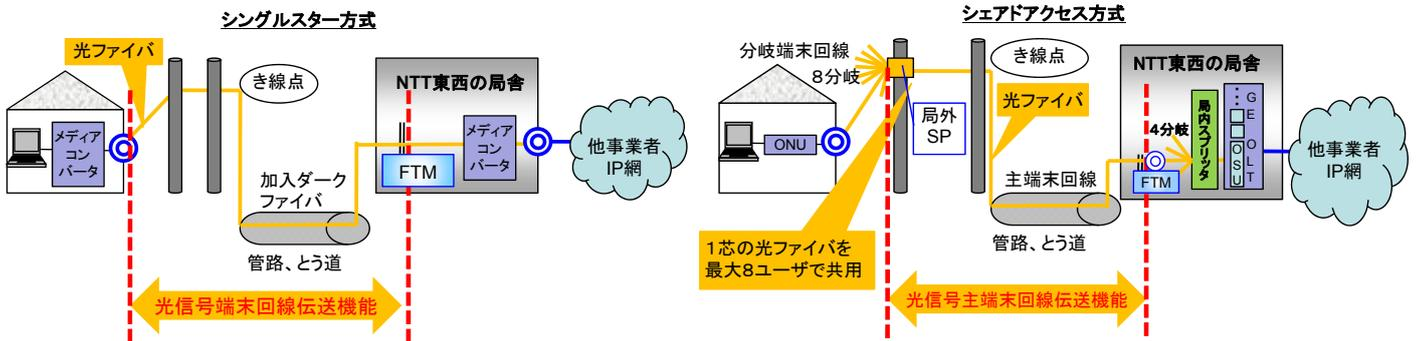 シングルスター方式
光ファイバ
き線点
NTT東西の局舎
メディア
コン
バータ
FTM
メディア
コン
バータ
他事業者
IP網
加入ダーク
ファイバ
管路、とう道
光信号端末回線伝送機能
シェアドアクセス方式
分岐端末回線
8分岐
き線点
光ファイバ
局外
SP
ONU
NTT東西の局舎
4分岐
局内スプリッタ
GE-OLT
OSU
FTM
他事業者
IP網
主端末回線
管路、とう道
1芯の光ファイバを
最大8ユーザで共用
光信号主端末回線伝送機能